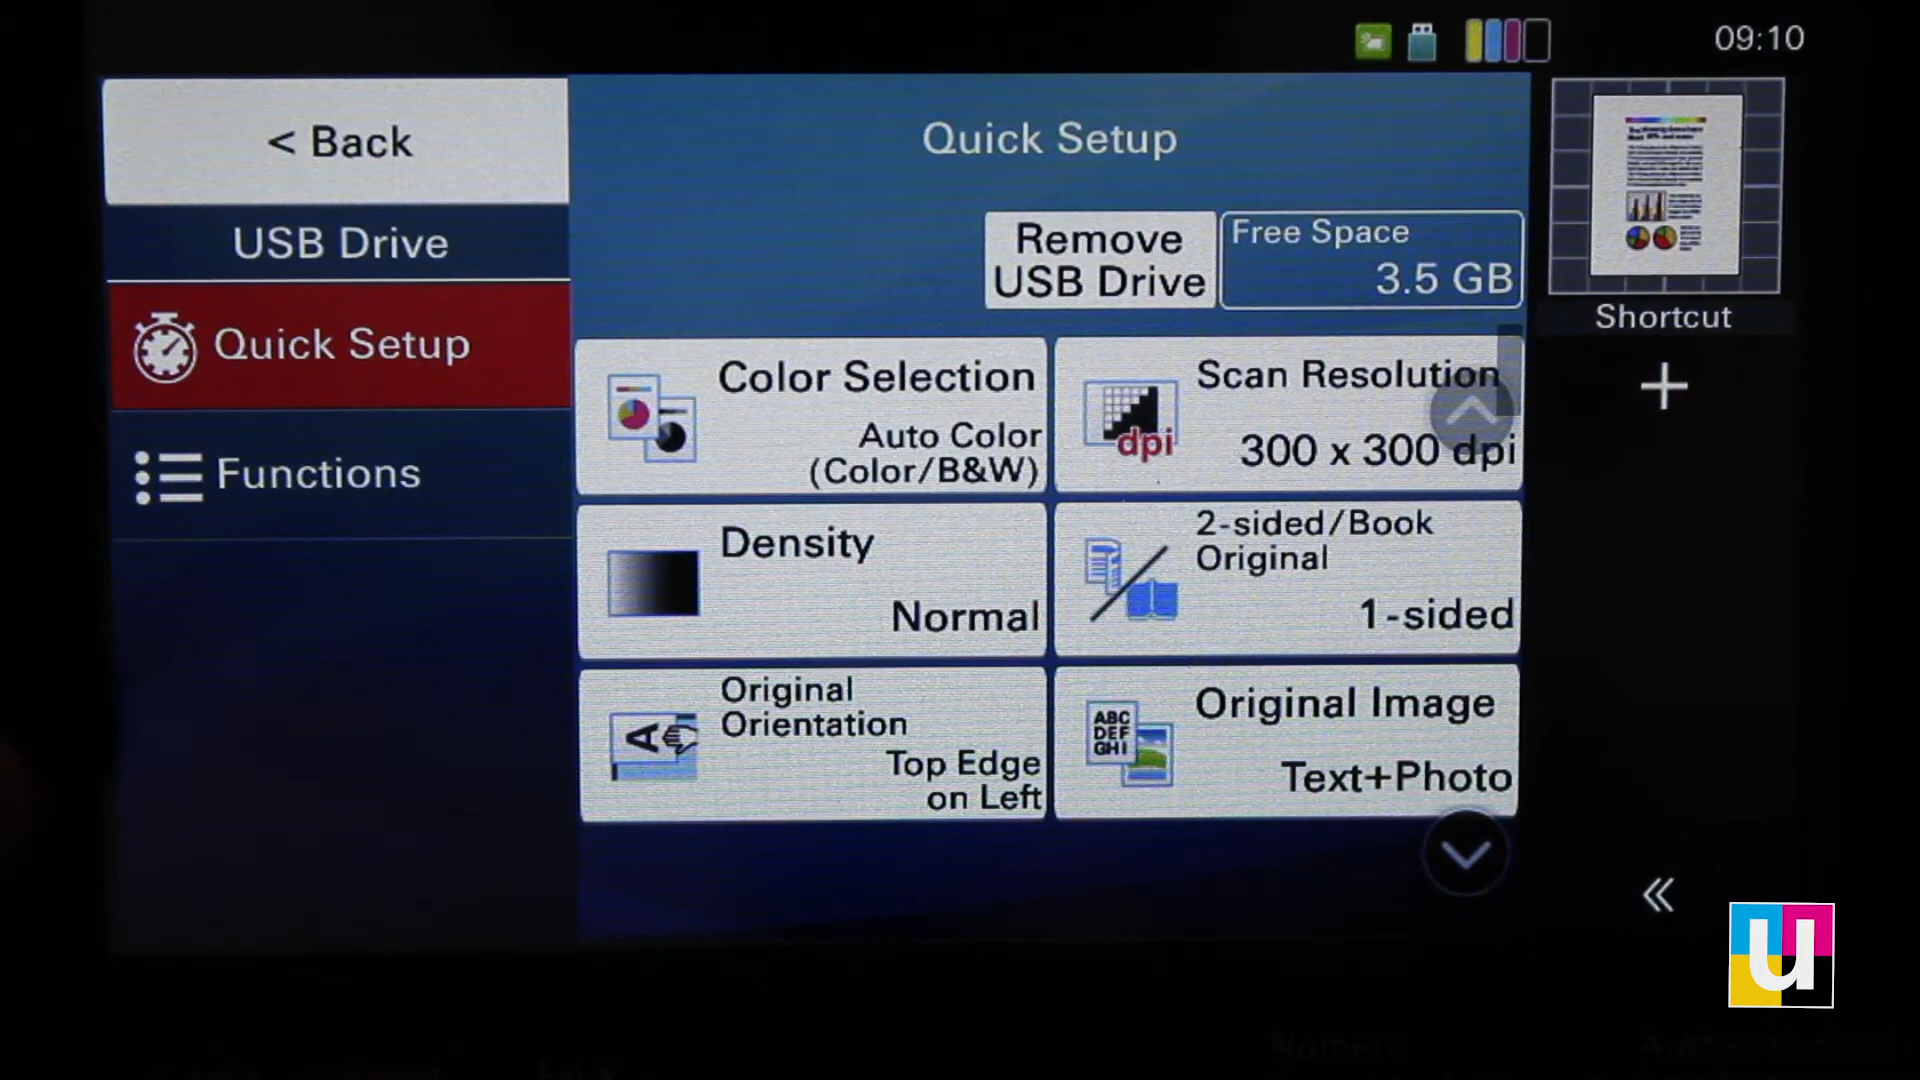 09:10
< Back
Quick Setup
USB Drive
Remove
USB Drive
Free Space
3.5 GB
Shortcut
Quick Setup
Functions
Color Selection
Auto Color
(Color/B&W)
Scan Resolution
dpi
300 x 300 dpi
Density
Normal
2-sided/Book
Original
1-sided
Original
Orientation
A
Top Edge
on Left
Original Image
ABC
DEF
GHI
Text+Photo
u